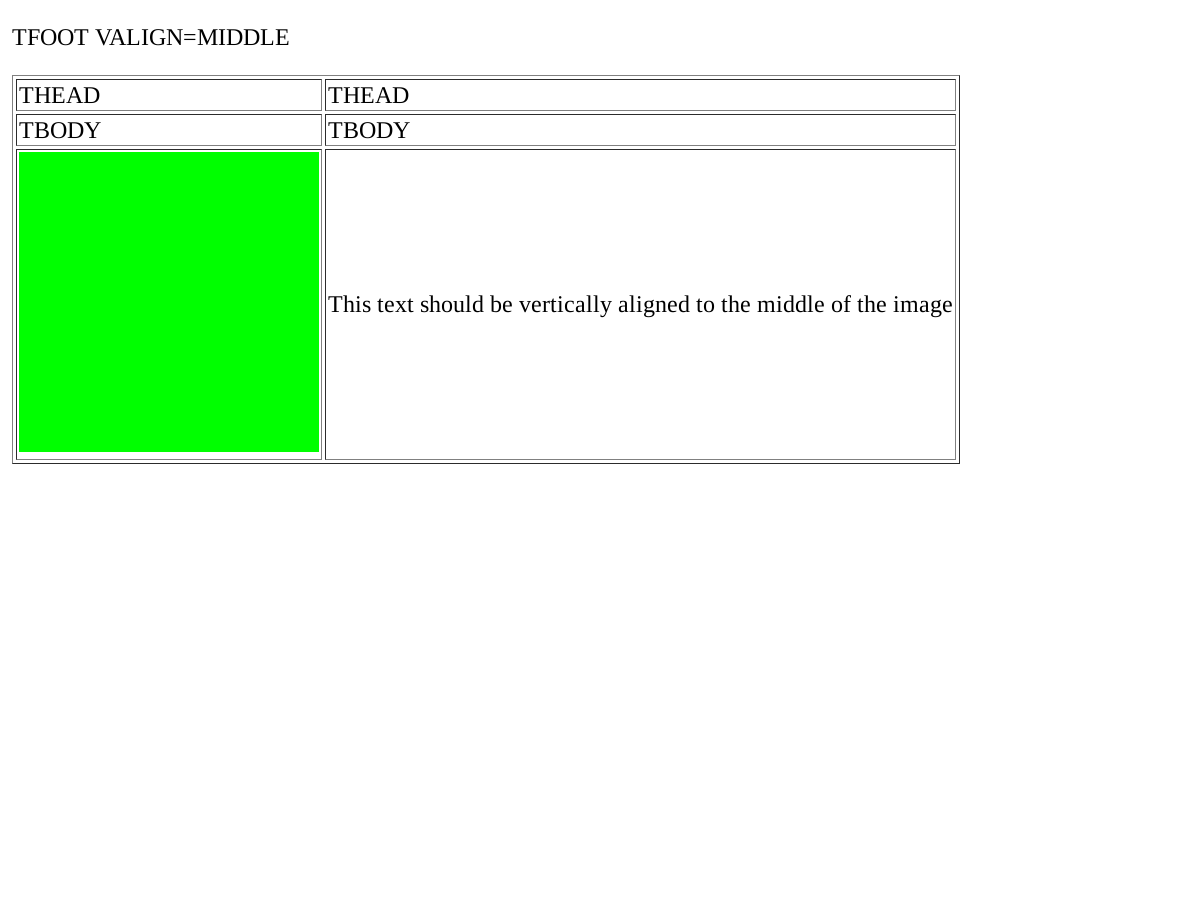 TFOOT VALIGN=MIDDLE
THEAD THEAD
TBODY TBODY
This text should be vertically aligned to the middle of the image